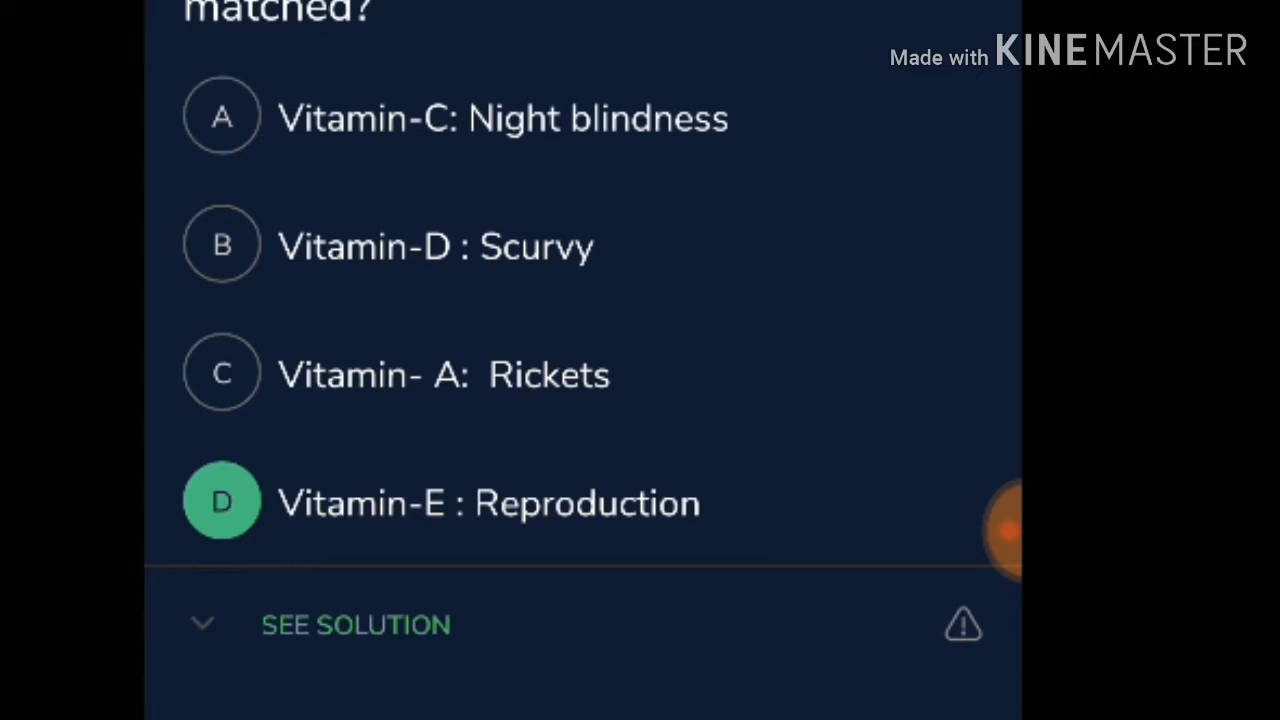 matched?
Made with KINEMASTER
A Vitamin-C: Night blindness
B Vitamin-D : Scurvy
C Vitamin- A: Rickets
D Vitamin-E : Reproduction
SEE SOLUTION